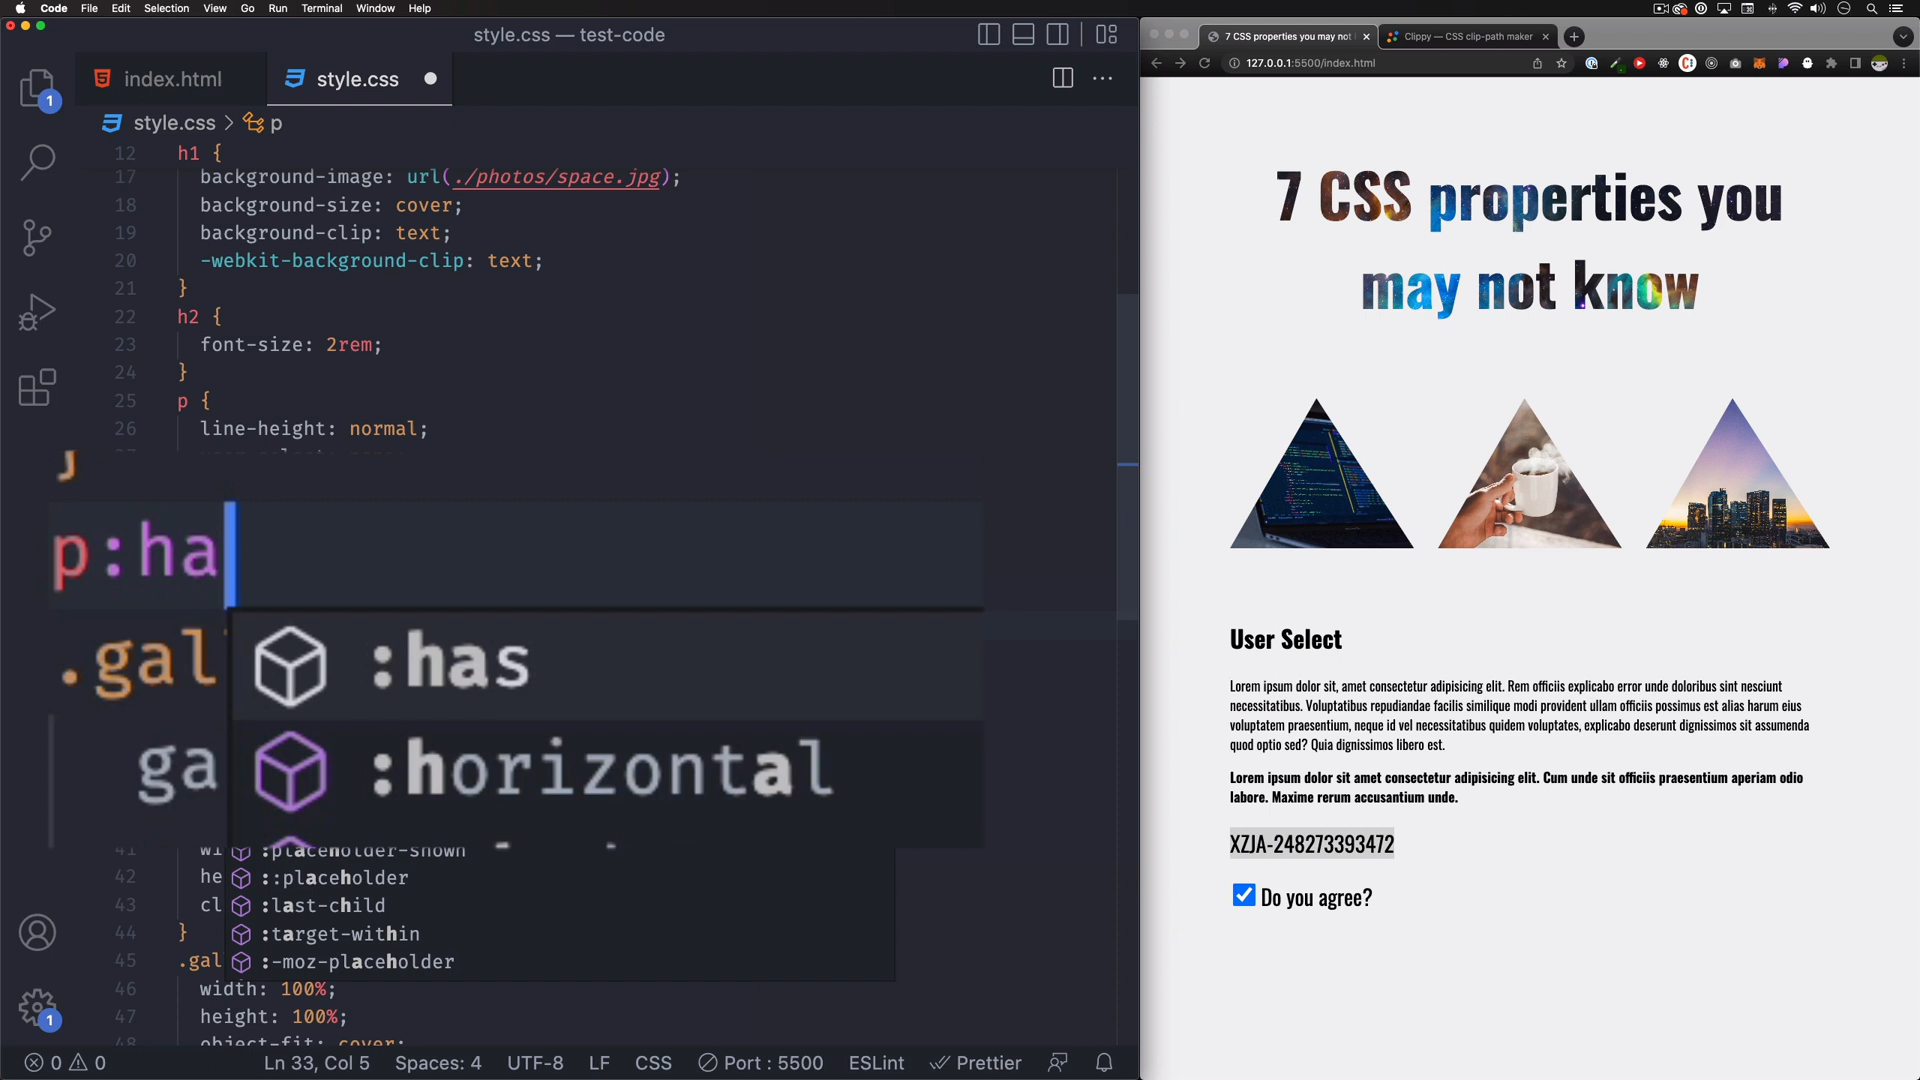 Code File Edit Selection View Go Run Terminal Window Help
style.css — test-code
index.html
style.css
style.css > p
12 h1 {
17 background-image: url(./photos/space.jpg);
18 background-size: cover;
19 background-clip: text;
20 -webkit-background-clip: text;
21 }
22 h2 {
23 font-size: 2rem;
24 }
25 p {
26 line-height: normal;
p:ha
:has
.gal
:horizontal
ga
41 wi :placeholder-shown
42 he ::placeholder
43 cl :last-child
44 } :target-within
45 .gal :-moz-placeholder
46 width: 100%;
47 height: 100%;
48 object-fit: cover;
1
1
0 0 Ln 33, Col 5 Spaces: 4 UTF-8 LF CSS Port : 5500 ESLint Prettier
7 CSS properties you may not
Clippy — CSS clip-path maker
127.0.0.1:5500/index.html
7 CSS properties you
may not know
User Select
Lorem ipsum dolor sit, amet consectetur adipisicing elit. Rem officiis explicabo error unde doloribus sint nesciunt
necessitatibus. Voluptatibus repudiandae facilis similique modi provident ullam officiis possimus est alias harum eius
voluptatem praesentium, neque id vel necessitatibus quidem voluptates, explicabo deserunt dignissimos sit assumenda
quod optio sed? Quia dignissimos libero est.
Lorem ipsum dolor sit amet consectetur adipisicing elit. Cum unde sit officiis praesentium aperiam odio
labore. Maxime rerum accusantium unde.
XZJA-248273393472
Do you agree?